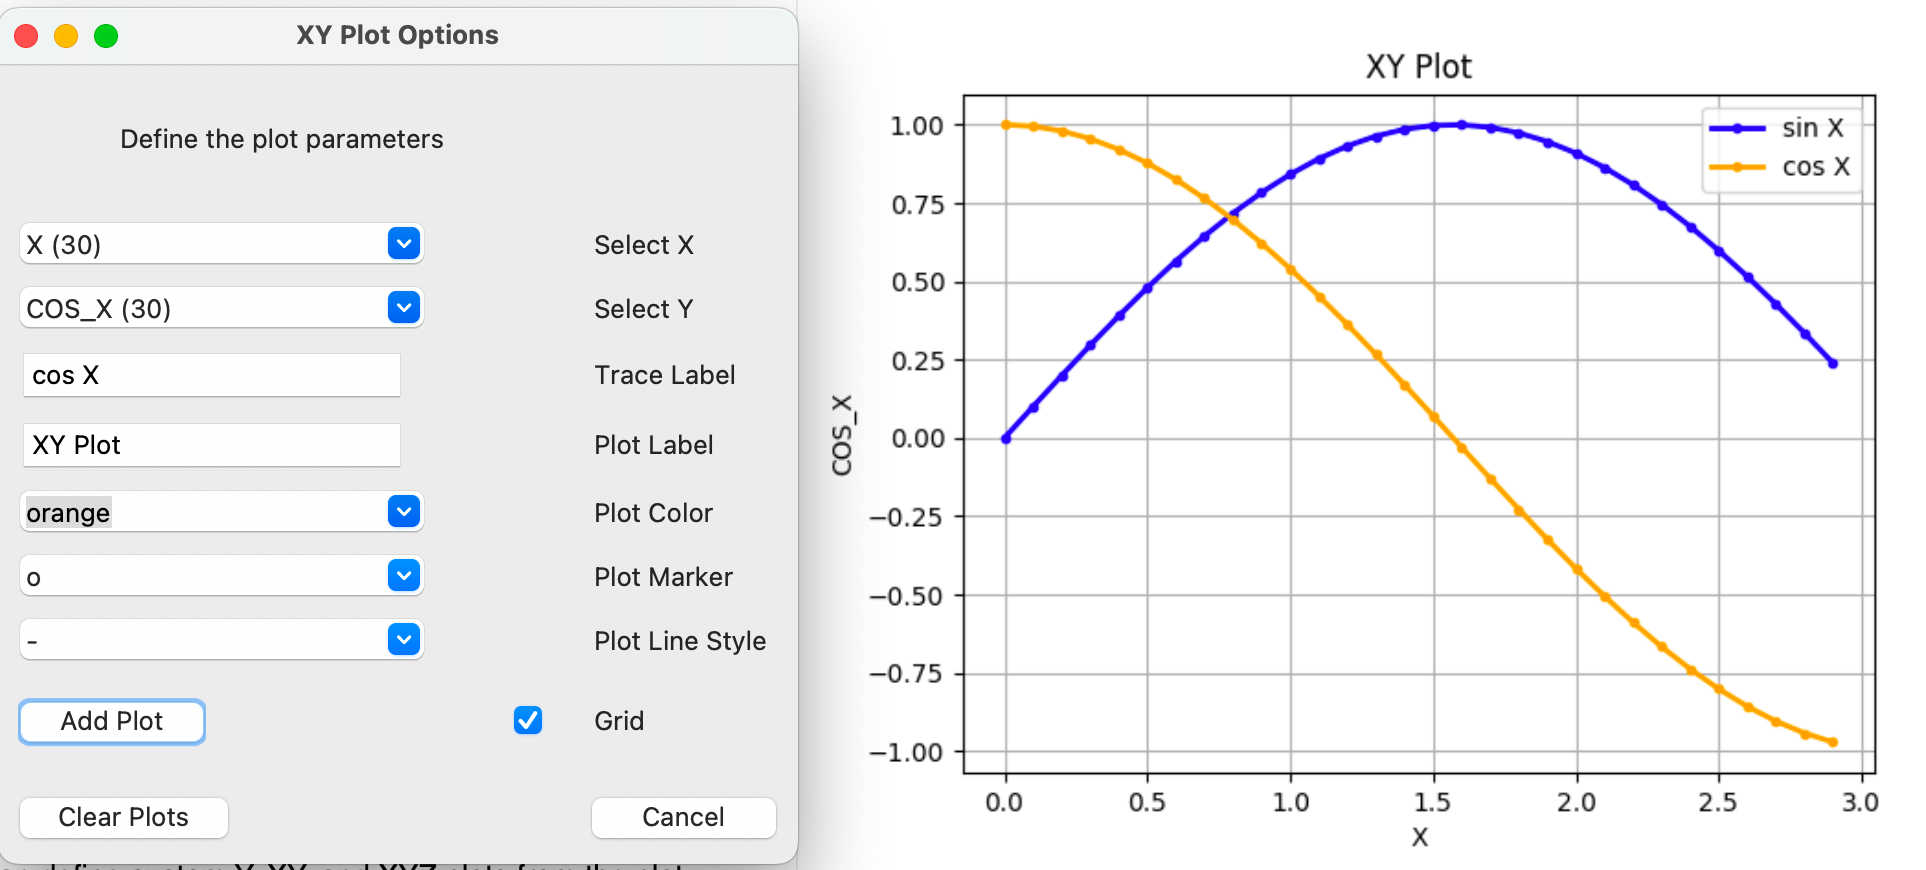 XY Plot Options
Define the plot parameters
X (30)
Select X
COS_X (30)
Select Y
cos X
Trace Label
XY Plot
Plot Label
orange
Plot Color
o
Plot Marker
-
Plot Line Style
Add Plot
Grid
Clear Plots
Cancel
XY Plot
sin X
cos X
1.00
0.75
0.50
0.25
0.00
−0.25
−0.50
−0.75
−1.00
COS_X
0.0 0.5 1.0 1.5 2.0 2.5 3.0
X